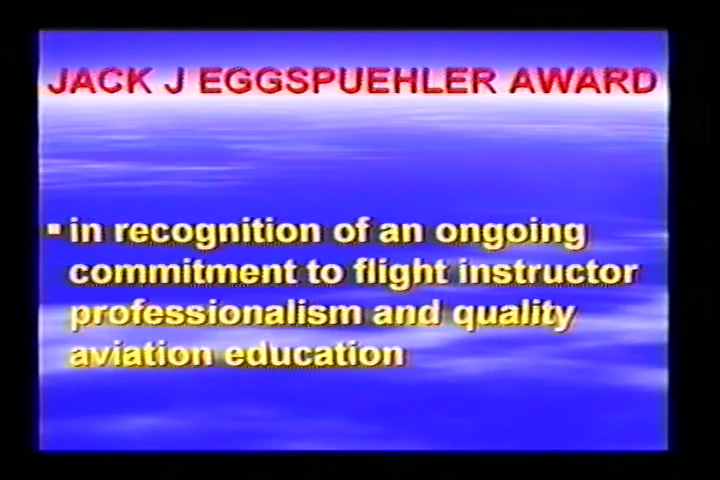 JACK J EGGSPUEHLER AWARD
▪ in recognition of an ongoing
commitment to flight instructor
professionalism and quality
aviation education